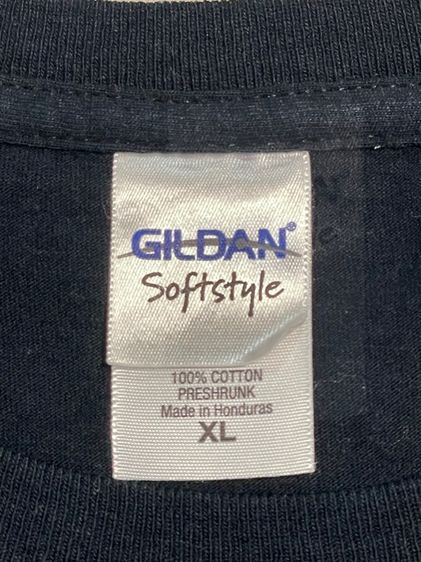 GILDAN®
Softstyle
100% COTTON
PRESHRUNK
Made in Honduras
XL